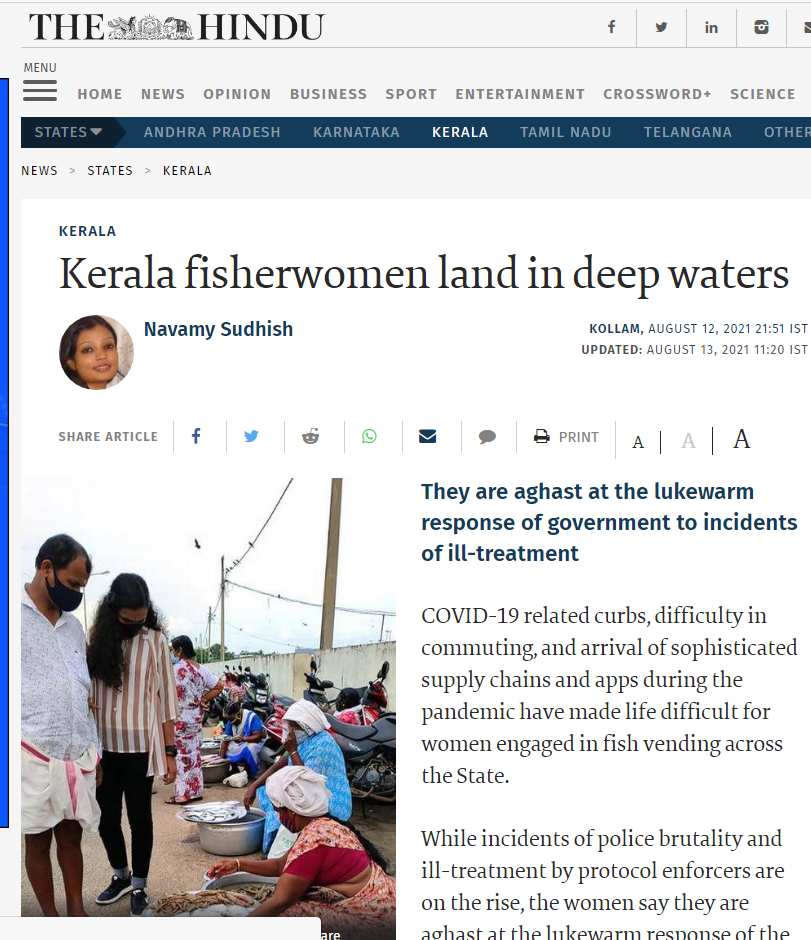 THE HINDU
MENU
HOME NEWS OPINION BUSINESS SPORT ENTERTAINMENT CROSSWORD+ SCIENCE
STATES ANDHRA PRADESH KARNATAKA KERALA TAMIL NADU TELANGANA OTHER
NEWS > STATES > KERALA
KERALA
Kerala fisherwomen land in deep waters
Navamy Sudhish
KOLLAM, AUGUST 12, 2021 21:51 IST
UPDATED: AUGUST 13, 2021 11:20 IST
SHARE ARTICLE PRINT A A A
They are aghast at the lukewarm
response of government to incidents
of ill-treatment
COVID-19 related curbs, difficulty in
commuting, and arrival of sophisticated
supply chains and apps during the
pandemic have made life difficult for
women engaged in fish vending across
the State.
While incidents of police brutality and
ill-treatment by protocol enforcers are
on the rise, the women say they are
aghast at the lukewarm response of the
are